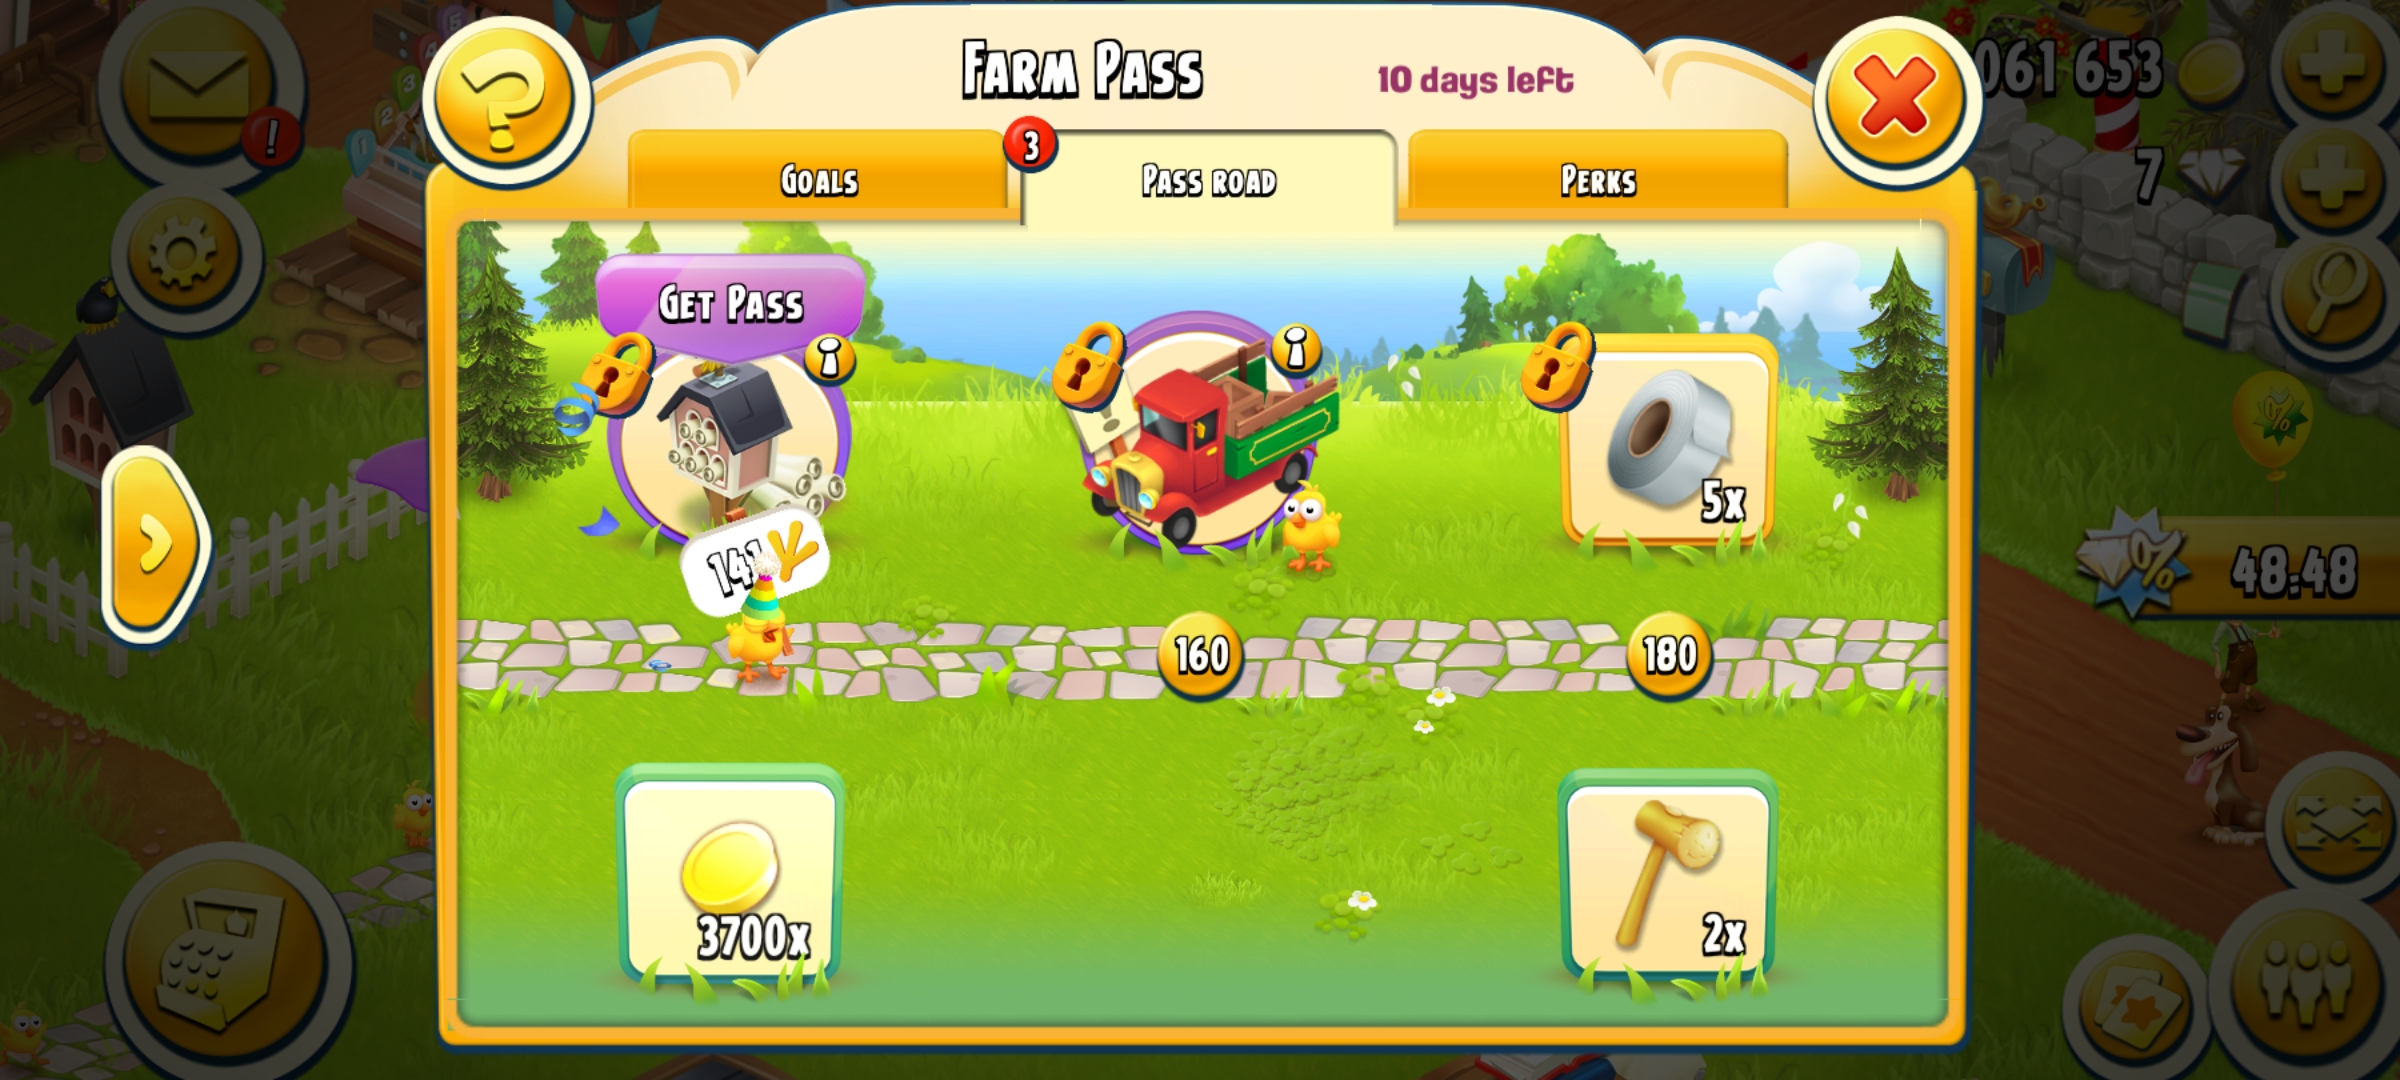 FARM PASS
10 days left
061 653
7
!
3
GOALS
PASS ROAD
PERKS
GET PASS
5x
141
48:48
160
180
3700x
2x